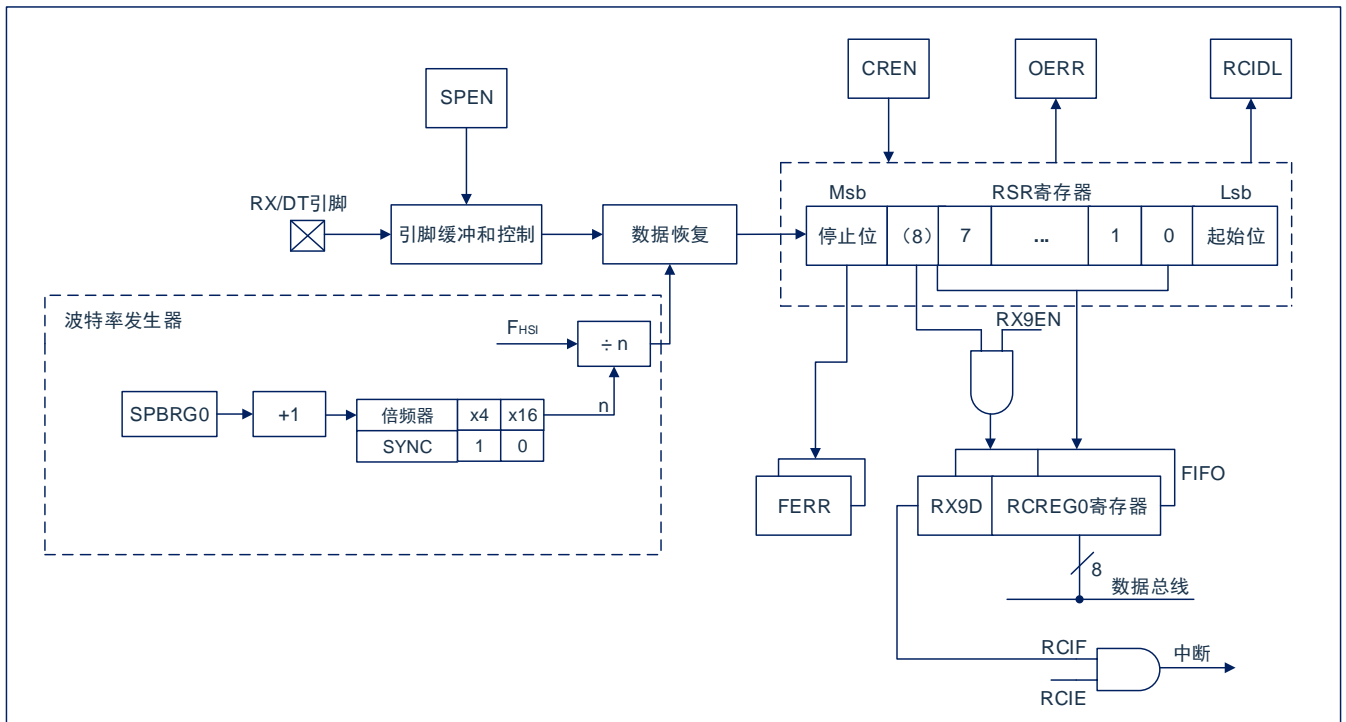 CREN
OERR
RCIDL
SPEN
Msb
RSR寄存器
Lsb
RX/DT引脚
引脚缓冲和控制
数据恢复
停止位
（8）
7
...
1
0
起始位
波特率发生器
FHSI
÷ n
RX9EN
SPBRG0
+1
倍频器
x4
x16
n
SYNC
1
0
FIFO
FERR
RX9D
RCREG0寄存器
8
数据总线
RCIF
中断
RCIE